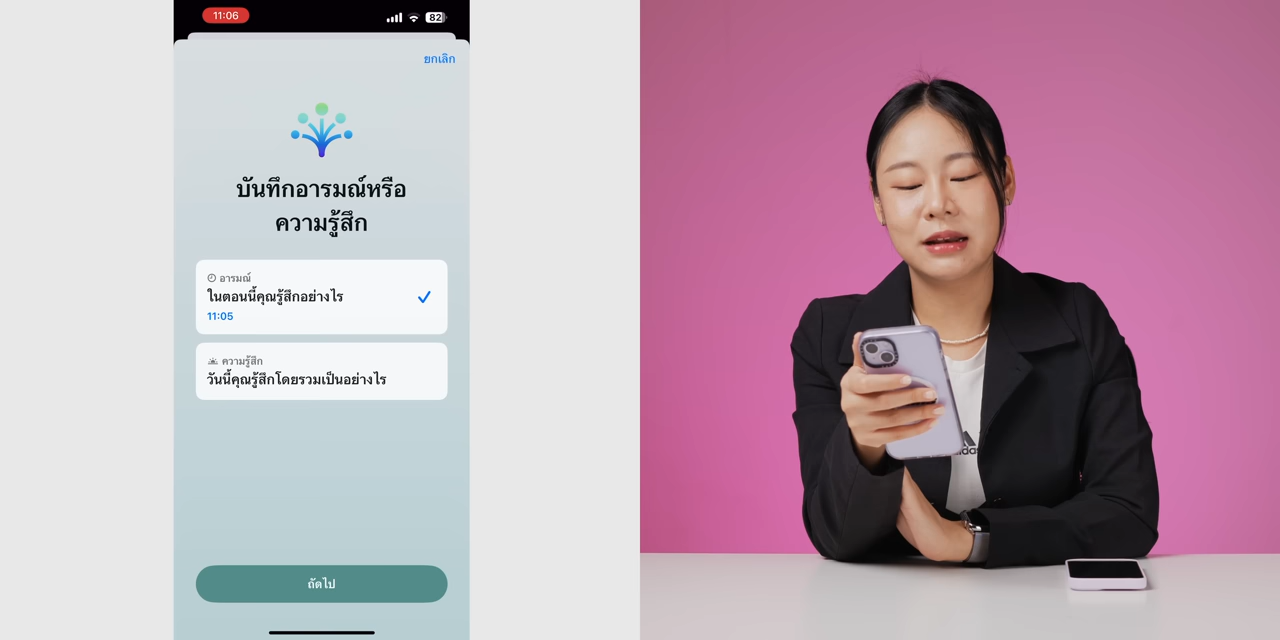 11:06
82
ยกเลิก
บันทึกอารมณ์หรือ
ความรู้สึก
อารมณ์
ในตอนนี้คุณรู้สึกอย่างไร
11:05
ความรู้สึก
วันนี้คุณรู้สึกโดยรวมเป็นอย่างไร
ถัดไป